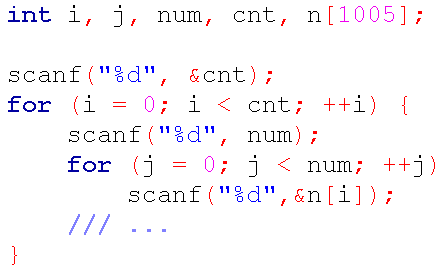 int i, j, num, cnt, n[1005];
scanf("%d", &cnt);
for (i = 0; i < cnt; ++i) {
scanf("%d", num);
for (j = 0; j < num; ++j)
scanf("%d",&n[i]);
/// ...
}